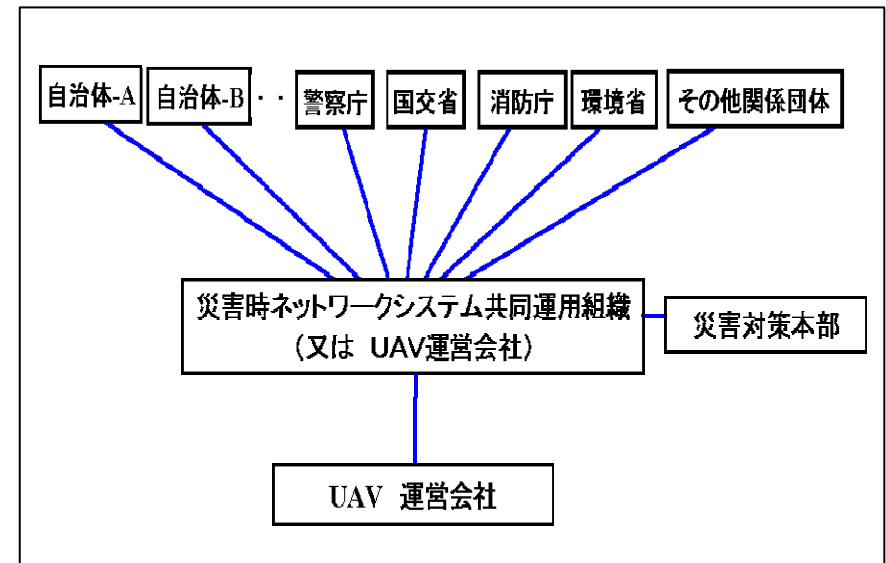 自治体-A
自治体-B
・・
警察庁
国交省
消防庁
環境省
その他関係団体
災害時ネットワークシステム共同運用組織
（又は UAV運営会社）
災害対策本部
UAV 運営会社